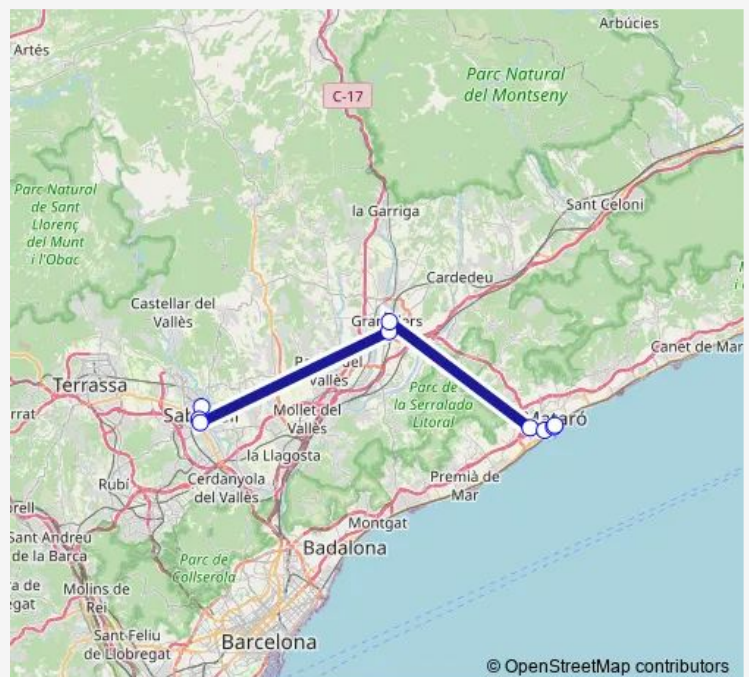 Arbúcies
Artés
Parc Natural
del Montseny
C-17
Parc Natural
de Sant
Llorenç
del Munt
i l'Obac
la Garriga
Sant Celoni
Cardedeu
Castellar del
Vallès
Canet de Mar
Vallès
Terrassa
Parc de
la Serralada
Litoral
Mollet del
Vallès
Mataró
la Llagosta
Cerdanyola
del Vallès
Rubí
Premià de
Mar
Montgat
Sant Andreu
de la Barca
Badalona
Parc de
Collserola
Molins de
Rei
Sant Feliu
de Llobregat
Barcelona
© OpenStreetMap contributors